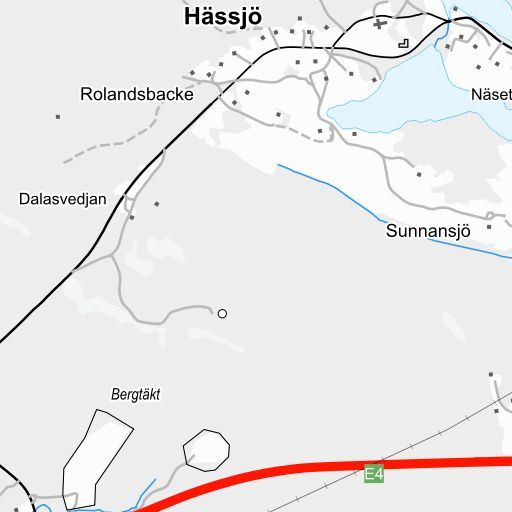 Hässjö
Rolandsbacke
Näset
Dalasvedjan
Sunnansjö
Bergtäkt
E4